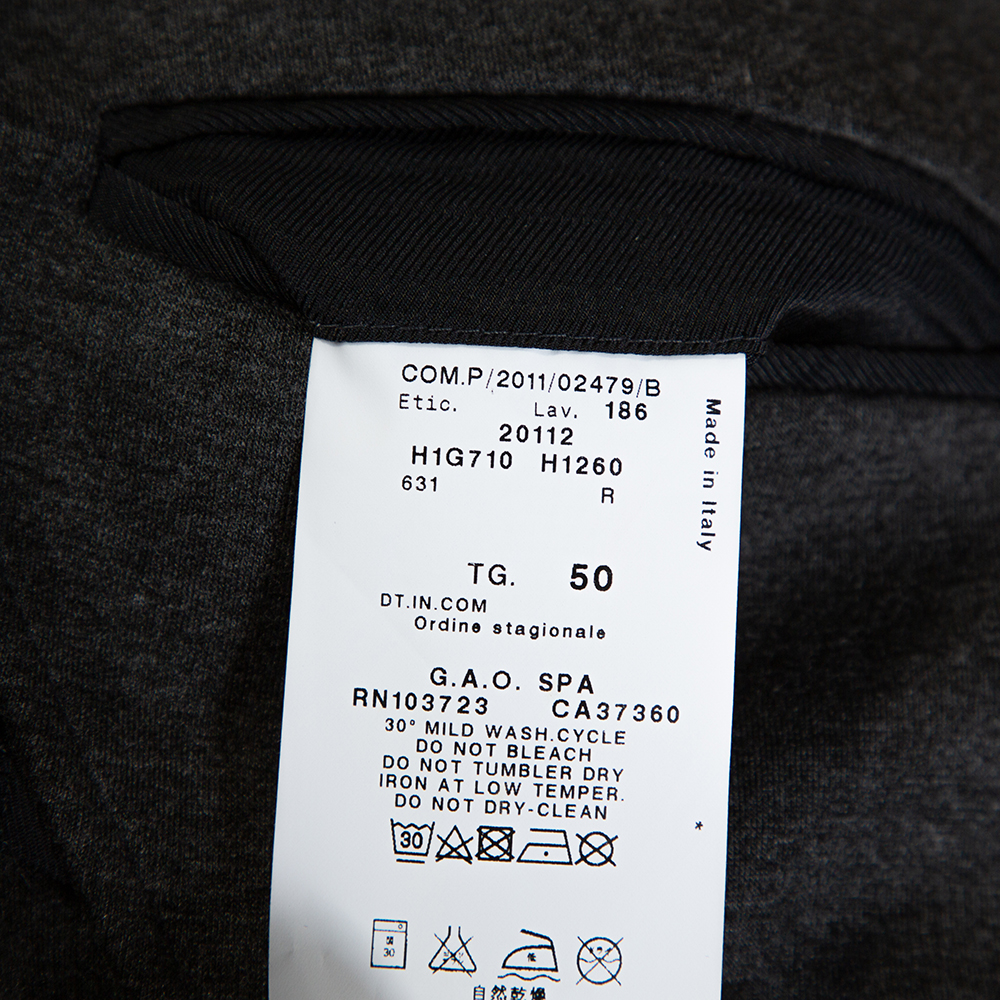 COM.P/2011/02479/B
Etic. Lav. 186
20112
H1G710 H1260
631 R
Made in Italy
TG. 50
DT.IN.COM
Ordine stagionale
G.A.O. SPA
RN103723 CA37360
30° MILD WASH.CYCLE
DO NOT BLEACH
DO NOT TUMBLER DRY
IRON AT LOW TEMPER.
DO NOT DRY-CLEAN
*
30
30
低
自然乾燥